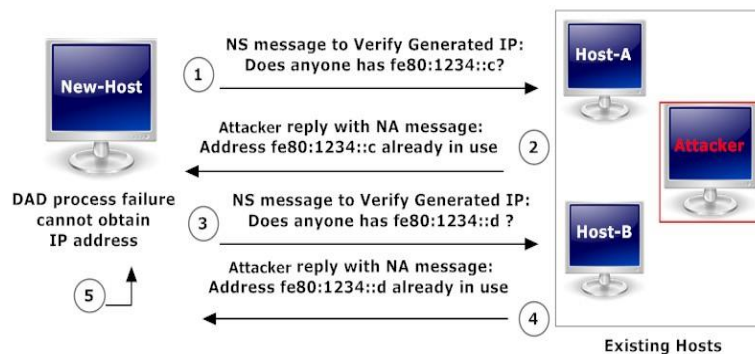 New-Host
1
NS message to Verify Generated IP:
Does anyone has fe80:1234::c?
Host-A
Attacker reply with NA message:
Address fe80:1234::c already in use
2
Attacker
DAD process failure
cannot obtain
IP address
3
NS message to Verify Generated IP:
Does anyone has fe80:1234::d ?
Host-B
Attacker reply with NA message:
Address fe80:1234::d already in use
4
5
Existing Hosts